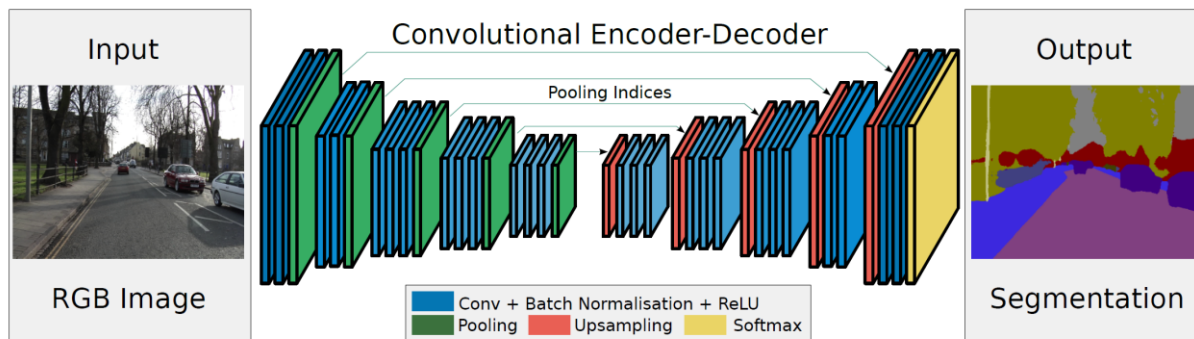 Input
RGB Image
Convolutional Encoder-Decoder
Pooling Indices
Conv + Batch Normalisation + ReLU
Pooling Upsampling Softmax
Output
Segmentation